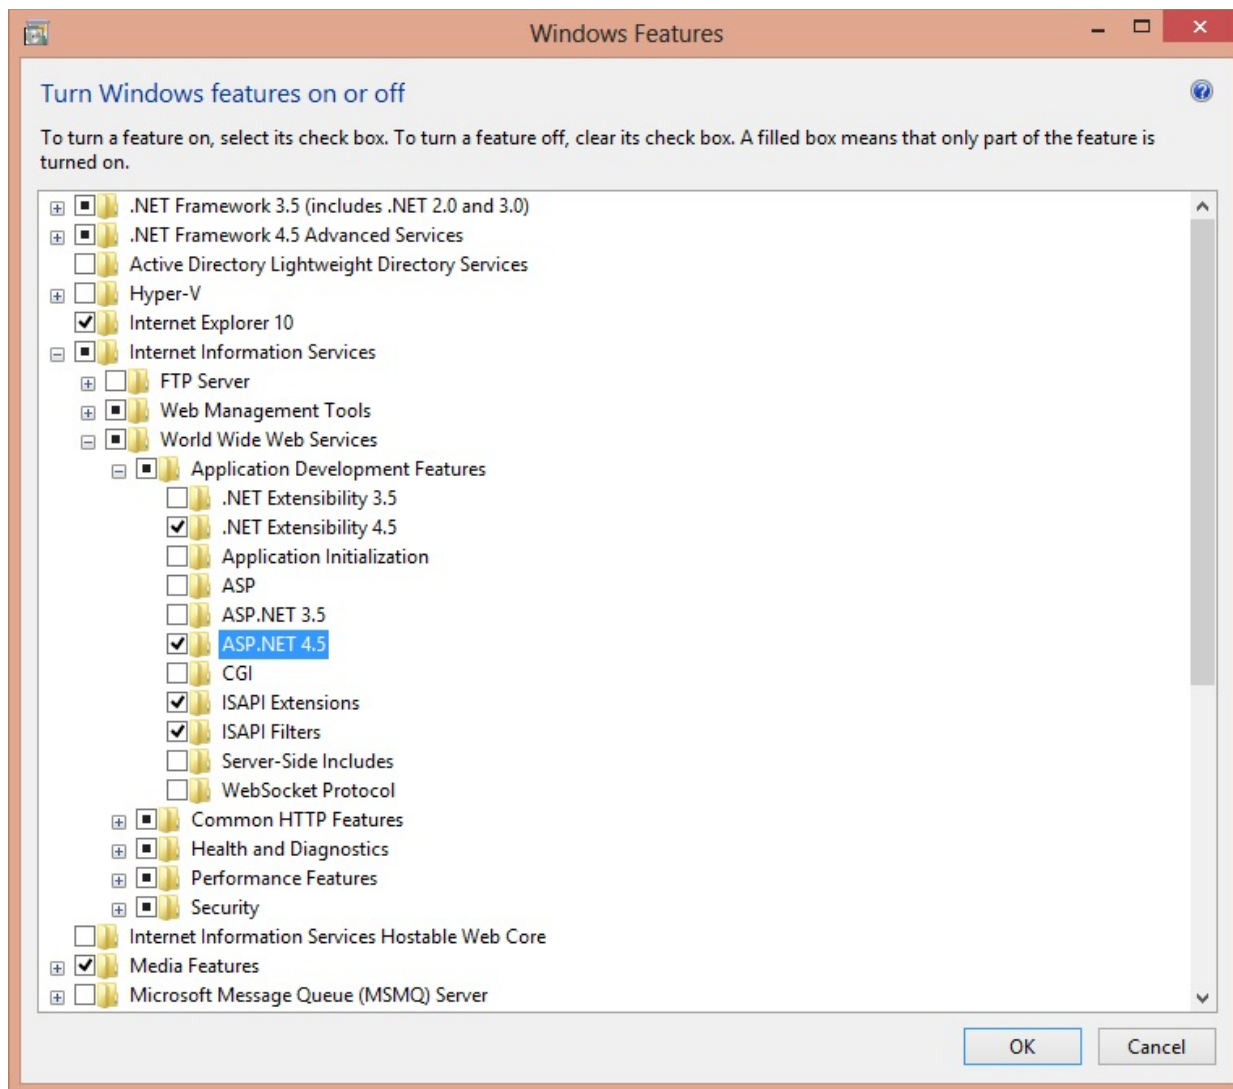 Windows Features
Turn Windows features on or off
To turn a feature on, select its check box. To turn a feature off, clear its check box. A filled box means that only part of the feature is
turned on.
.NET Framework 3.5 (includes .NET 2.0 and 3.0)
.NET Framework 4.5 Advanced Services
Active Directory Lightweight Directory Services
Hyper-V
Internet Explorer 10
Internet Information Services
FTP Server
Web Management Tools
World Wide Web Services
Application Development Features
.NET Extensibility 3.5
.NET Extensibility 4.5
Application Initialization
ASP
ASP.NET 3.5
ASP.NET 4.5
CGI
ISAPI Extensions
ISAPI Filters
Server-Side Includes
WebSocket Protocol
Common HTTP Features
Health and Diagnostics
Performance Features
Security
Internet Information Services Hostable Web Core
Media Features
Microsoft Message Queue (MSMQ) Server
OK Cancel